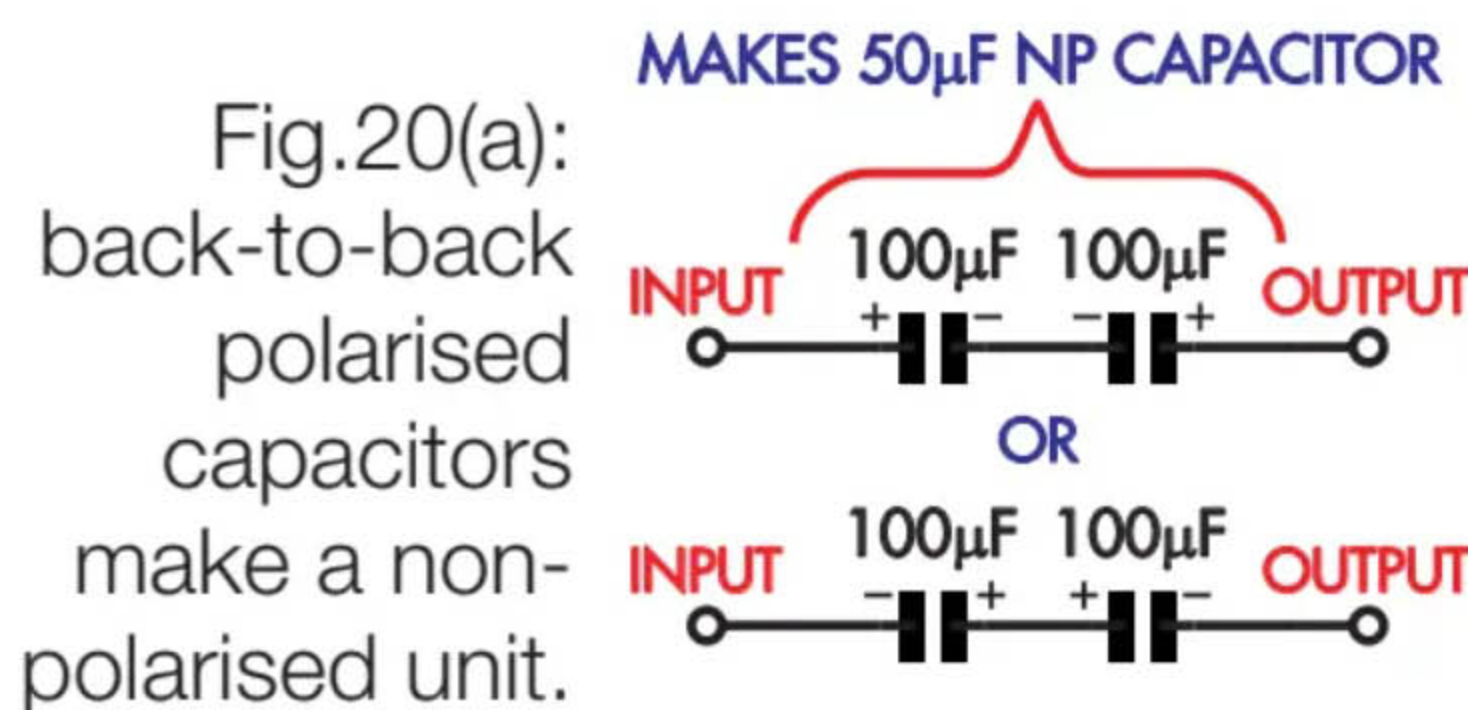 Fig.20(a):
back-to-back
polarised
capacitors
make a non-
polarised unit.
MAKES 50µF NP CAPACITOR
100µF 100µF
INPUT OUTPUT
+ − − +
OR
100µF 100µF
INPUT OUTPUT
− + + −